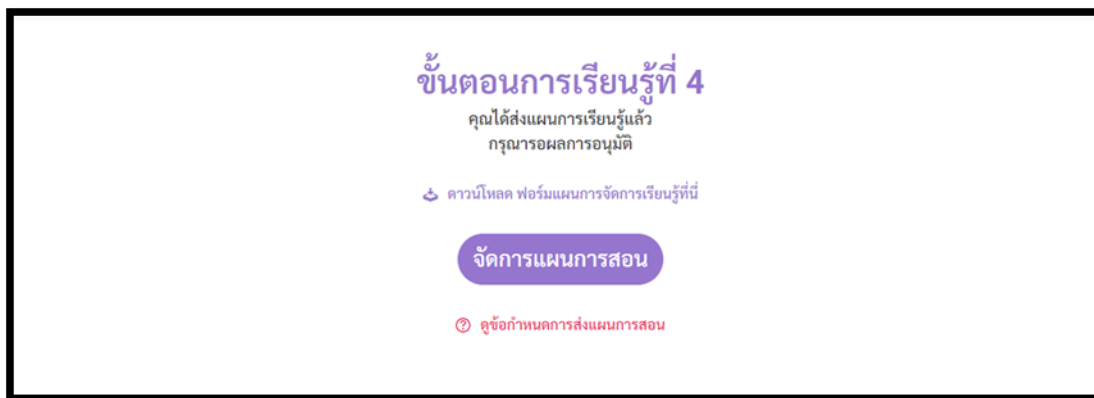 ขั้นตอนการเรียนรู้ที่ 4
คุณได้ส่งแผนการเรียนรู้แล้ว
กรุณารอผลการอนุมัติ
ดาวน์โหลด ฟอร์มแผนการจัดการเรียนรู้ที่นี่
จัดการแผนการสอน
ดูข้อกำหนดการส่งแผนการสอน